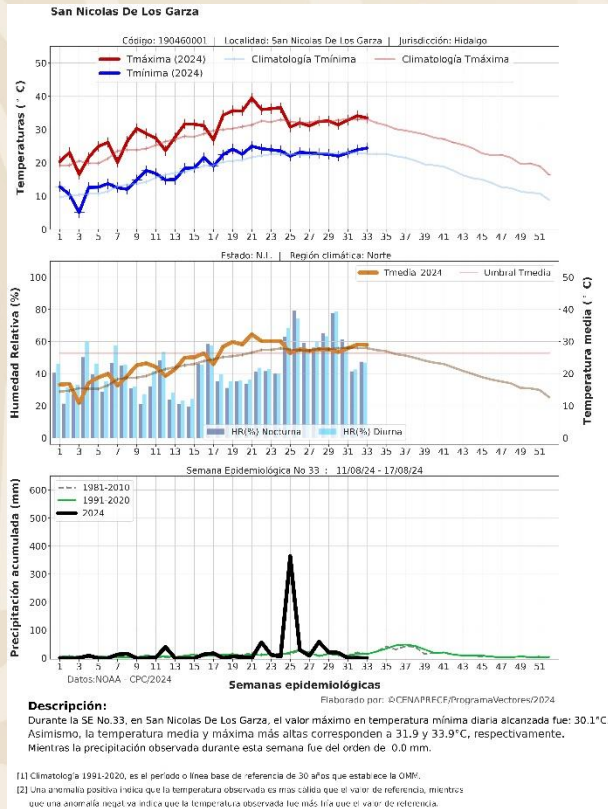 San Nicolas De Los Garza
Código: 190460001 | Localidad: San Nicolas De Los Garza | Jurisdicción: Hidalgo
Tmáxima (2024)
Climatología Tmínima
Climatología Tmáxima
Tmínima (2024)
Temperaturas (° C)
50
40
30
20
10
0
1 3 5 7 9 11 13 15 17 19 21 23 25 27 29 31 33 35 37 39 41 43 45 47 49 51
Estado: N.L. | Región climática: Norte
Tmedia 2024
Umbral Tmedia
Humedad Relativa (%)
100
80
60
40
20
0
50
40
30
20
10
0
Temperatura media (° C)
HR(%) Nocturna
HR(%) Diurna
1 3 5 7 9 11 13 15 17 19 21 23 25 27 29 31 33 35 37 39 41 43 45 47 49 51
Semana Epidemiológica No 33 : 11/08/24 - 17/08/24
1981-2010
1991-2020
2024
Precipitación acumulada (mm)
600
500
400
300
200
100
0
1 3 5 7 9 11 13 15 17 19 21 23 25 27 29 31 33 35 37 39 41 43 45 47 49 51
Datos:NOAA - CPC/2024
Semanas epidemiológicas
Elaborado por: ©CENAPRECE/ProgramaVectores/2024
Descripción:
Durante la SE No.33, en San Nicolas De Los Garza, el valor máximo en temperatura mínima diaria alcanzada fue: 30.1°C.
Asimismo, la temperatura media y máxima más altas corresponden a 31.9 y 33.9°C, respectivamente.
Mientras la precipitación observada durante esta semana fue del orden de 0.0 mm.
[1] Climatología 1991-2020, es el período o línea base de referencia de 30 años que establece la OMM.
[2] Una anomalía positiva indica que la temperatura observada es mas cálida que el valor de referencia, mientras
que una anomalía negativa indica que la temperatura observada fue más fría que el valor de referencia.